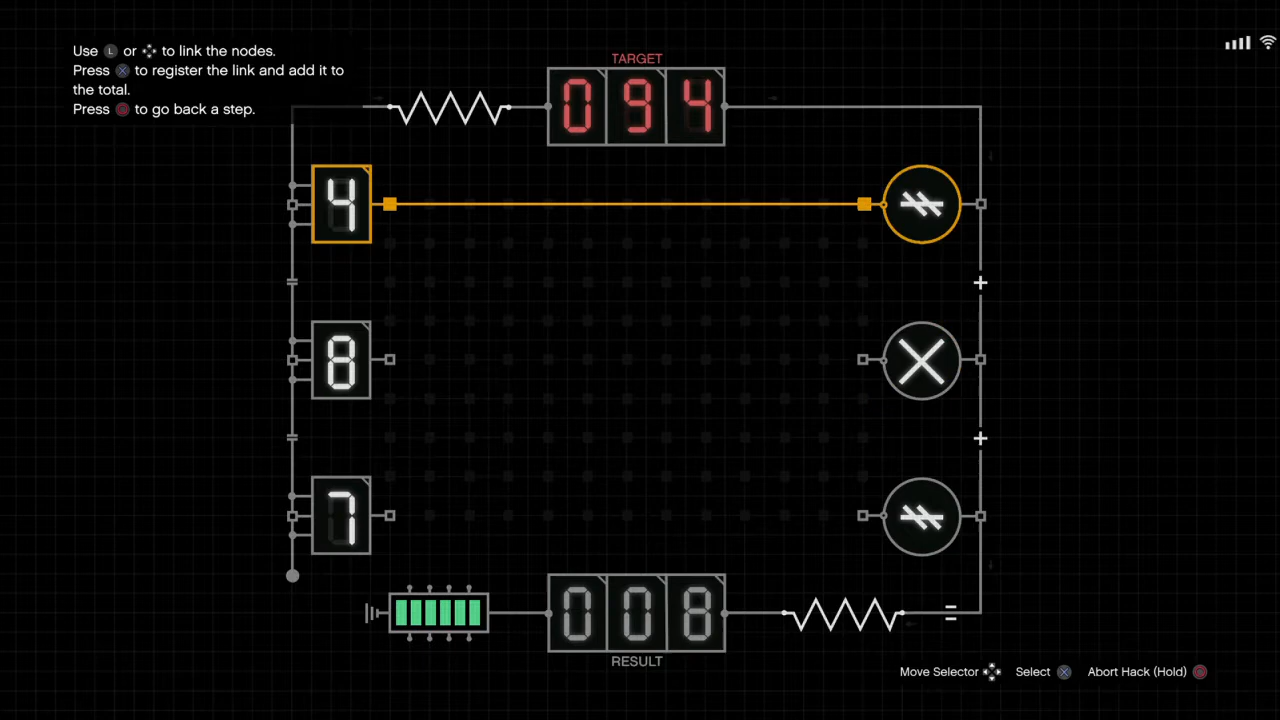 Use L or to link the nodes.
Press to register the link and add it to
the total.
Press to go back a step.
TARGET
094
4
8
7
+
+
=
008
RESULT
Move Selector Select Abort Hack (Hold)